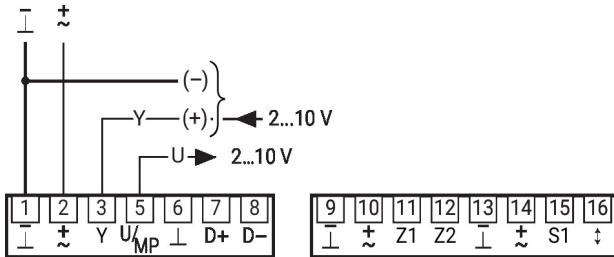 ⊥ ~
(–)
Y (+) 2...10 V
U 2...10 V
1 2 3 5 6 7 8 9 10 11 12 13 14 15 16
⊥ ~ Y U/MP ⊥ D+ D– ⊥ ~ Z1 Z2 ⊥ ~ S1 ↕